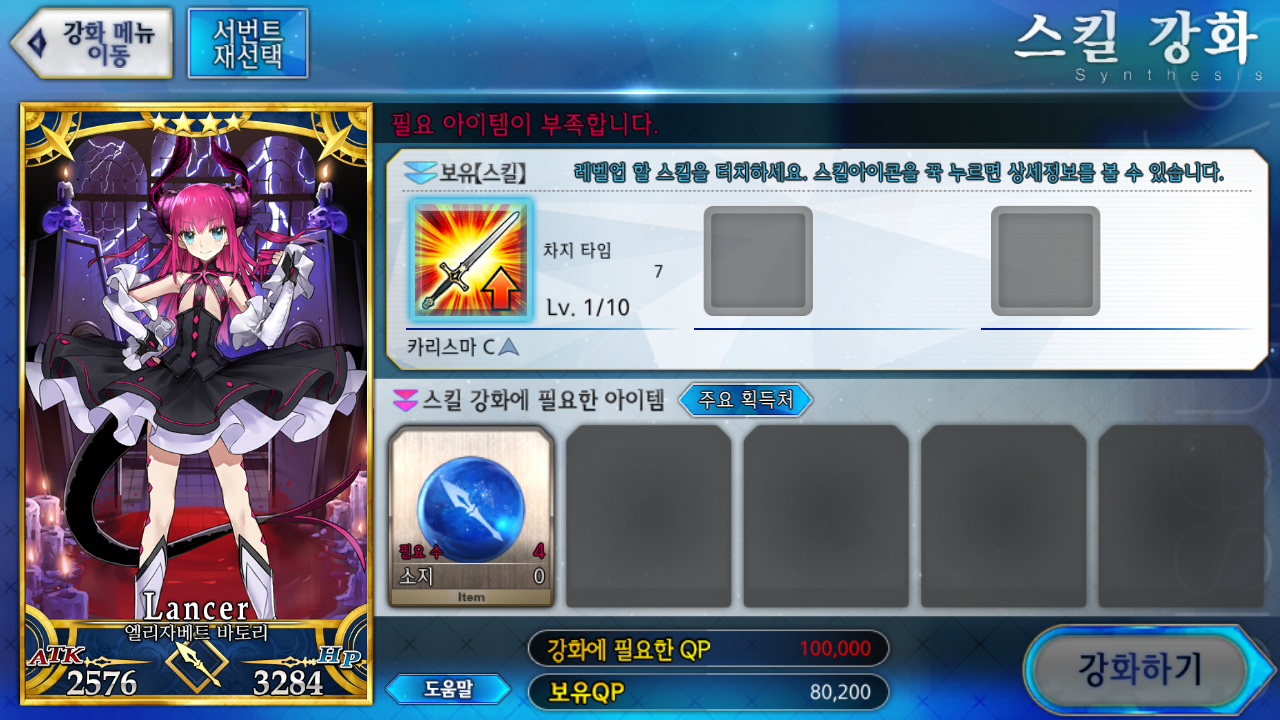 강화 메뉴
이동
서번트
재선택
스킬 강화
Synthesis
필요 아이템이 부족합니다.
보유【스킬】
레벨업 할 스킬을 터치하세요. 스킬아이콘을 꾹 누르면 상세정보를 볼 수 있습니다.
차지 타임
7
Lv. 1/10
카리스마 C
스킬 강화에 필요한 아이템
주요 획득처
필요 수 4
소지 0
Item
Lancer
엘리자베트 바토리
ATK
2576
HP
3284
강화에 필요한 QP 100,000
도움말
보유QP 80,200
강화하기